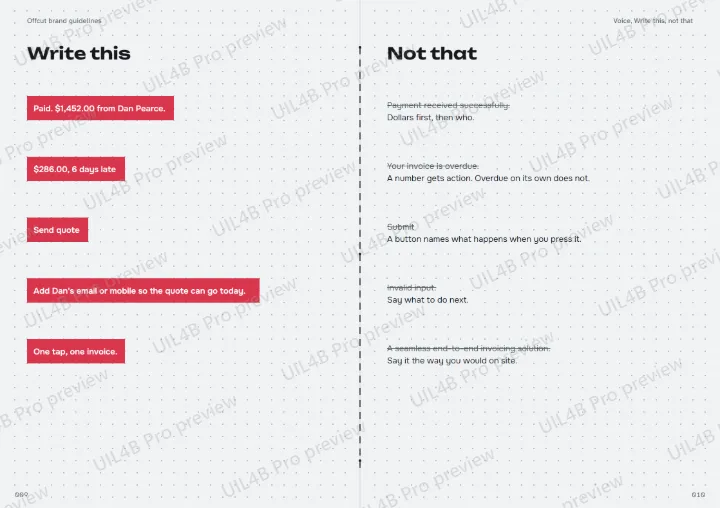 Offcut brand guidelines
Write this
Paid. $1,452.00 from Dan Pearce.
$286.00, 6 days late
Send quote
Add Dan's email or mobile so the quote can go today.
One tap, one invoice.
009
Voice, Write this, not that
Not that
Payment received successfully.
Dollars first, then who.
Your invoice is overdue.
A number gets action. Overdue on its own does not.
Submit
A button names what happens when you press it.
Invalid input.
Say what to do next.
A seamless end-to-end invoicing solution.
Say it the way you would on site.
010
UIL4B Pro preview